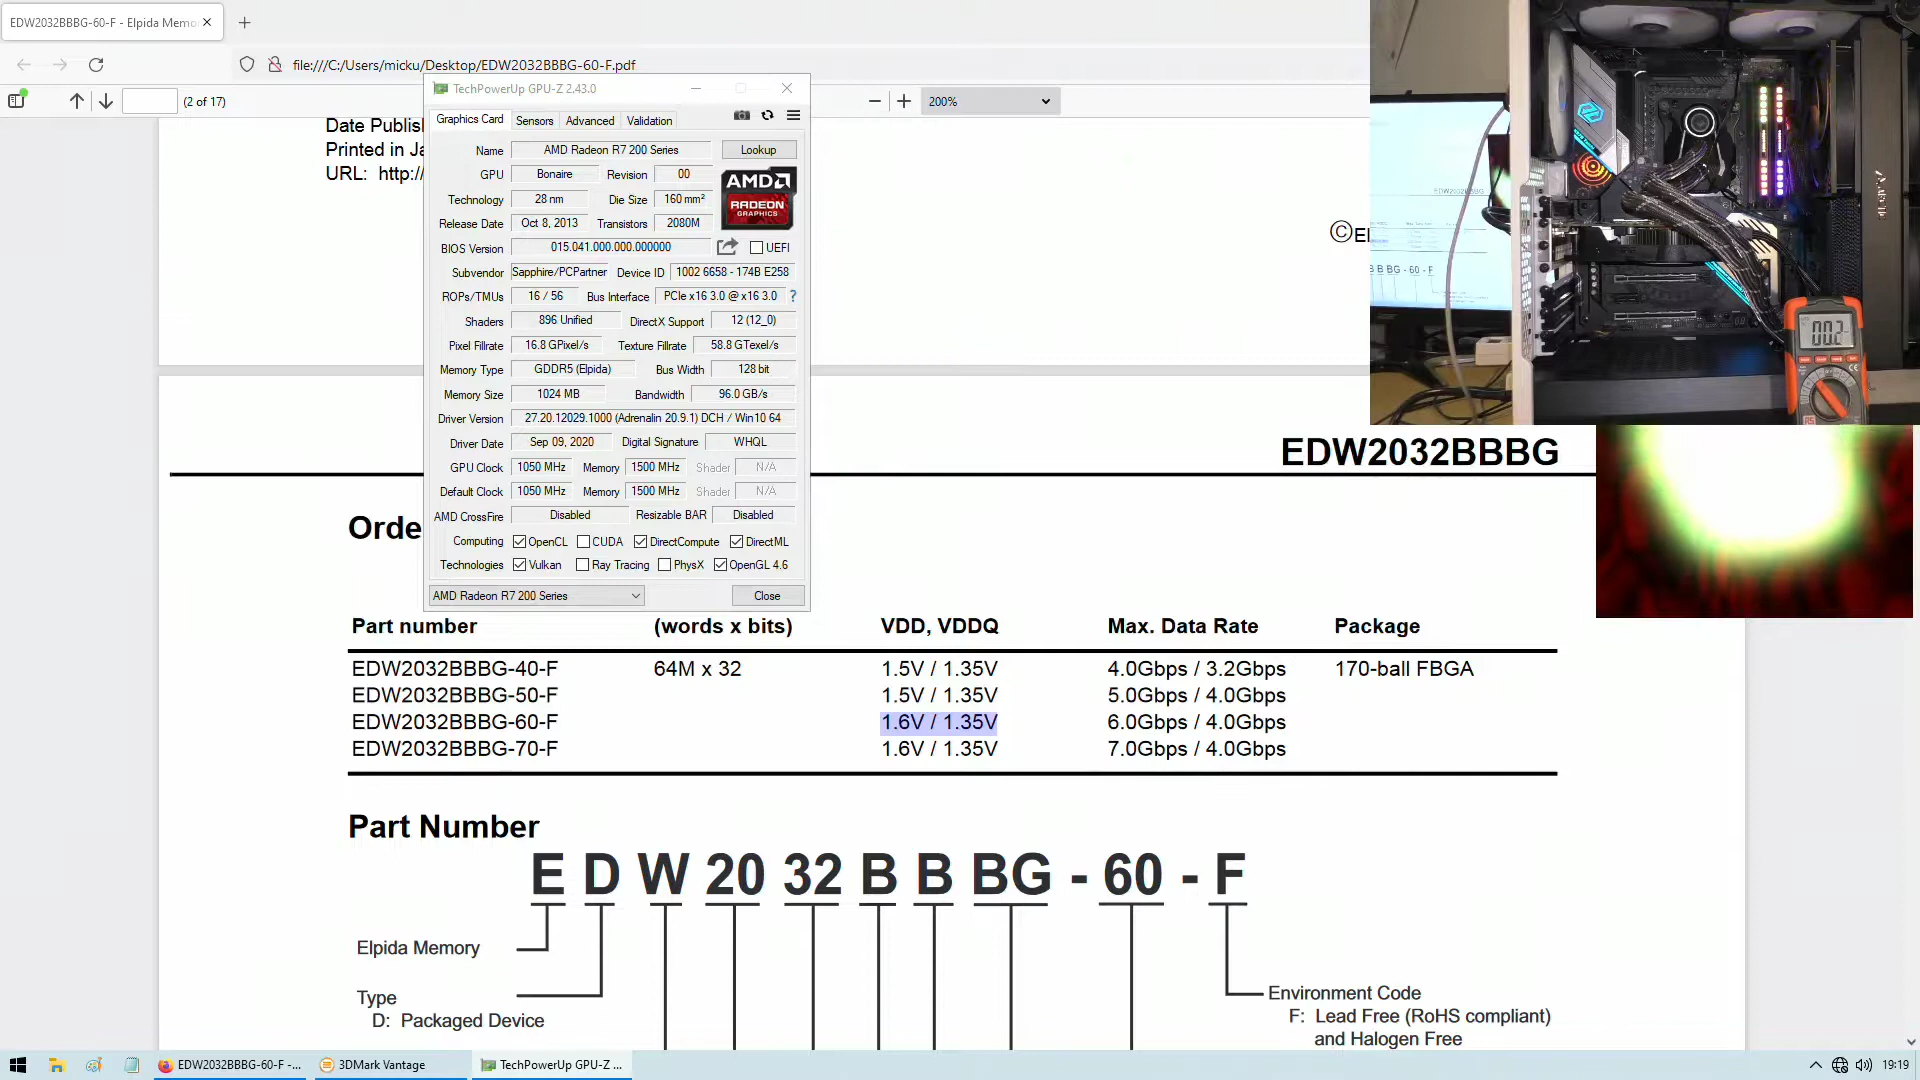 EDW2032BBBG-60-F - Elpida Memo
file:///C:/Users/micku/Desktop/EDW2032BBBG-60-F.pdf
(2 of 17)
200%
Date Publis
Printed in Ja
URL: http:/
©El
TechPowerUp GPU-Z 2.43.0
Graphics Card Sensors Advanced Validation
Name AMD Radeon R7 200 Series Lookup
GPU Bonaire Revision 00
AMD
RADEON
GRAPHICS
Technology 28 nm Die Size 160 mm²
Release Date Oct 8, 2013 Transistors 2080M
BIOS Version 015.041.000.000.000000 UEFI
Subvendor Sapphire/PCPartner Device ID 1002 6658 - 174B E258
ROPs/TMUs 16 / 56 Bus Interface PCIe x16 3.0 @ x16 3.0 ?
Shaders 896 Unified DirectX Support 12 (12_0)
Pixel Fillrate 16.8 GPixel/s Texture Fillrate 58.8 GTexel/s
Memory Type GDDR5 (Elpida) Bus Width 128 bit
Memory Size 1024 MB Bandwidth 96.0 GB/s
Driver Version 27.20.12029.1000 (Adrenalin 20.9.1) DCH / Win10 64
Driver Date Sep 09, 2020 Digital Signature WHQL
GPU Clock 1050 MHz Memory 1500 MHz Shader N/A
Default Clock 1050 MHz Memory 1500 MHz Shader N/A
AMD CrossFire Disabled Resizable BAR Disabled
Computing OpenCL CUDA DirectCompute DirectML
Technologies Vulkan Ray Tracing PhysX OpenGL 4.6
AMD Radeon R7 200 Series Close
EDW2032BBBG
Orde
Part number (words x bits) VDD, VDDQ Max. Data Rate Package
EDW2032BBBG-40-F 64M x 32 1.5V / 1.35V 4.0Gbps / 3.2Gbps 170-ball FBGA
EDW2032BBBG-50-F 1.5V / 1.35V 5.0Gbps / 4.0Gbps
EDW2032BBBG-60-F 1.6V / 1.35V 6.0Gbps / 4.0Gbps
EDW2032BBBG-70-F 1.6V / 1.35V 7.0Gbps / 4.0Gbps
Part Number
E D W 20 32 B B BG - 60 - F
Elpida Memory
Type
D: Packaged Device
Environment Code
F: Lead Free (RoHS compliant)
and Halogen Free
BG - 60 - F
00.2
EDW2032BBBG-60-F -...
3DMark Vantage
TechPowerUp GPU-Z ...
19:19